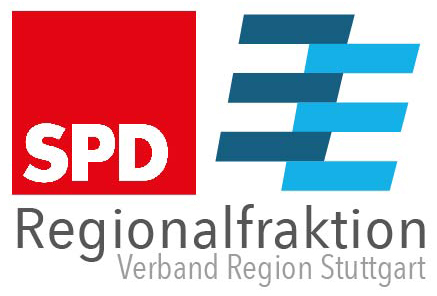 SPD
Regionalfraktion
Verband Region Stuttgart